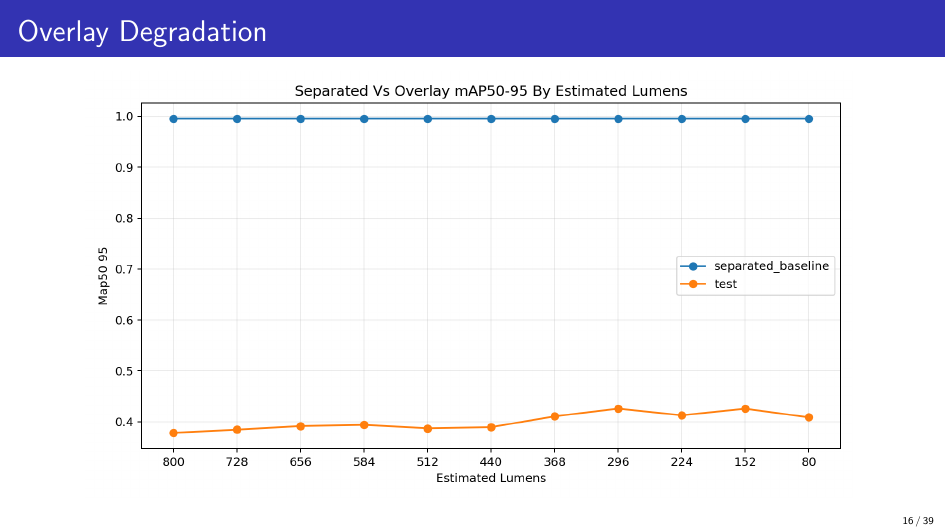 Overlay Degradation
Separated Vs Overlay mAP50-95 By Estimated Lumens
1.0
0.9
0.8
0.7
0.6
0.5
0.4
Map50 95
separated_baseline
test
800 728 656 584 512 440 368 296 224 152 80
Estimated Lumens
16 / 39